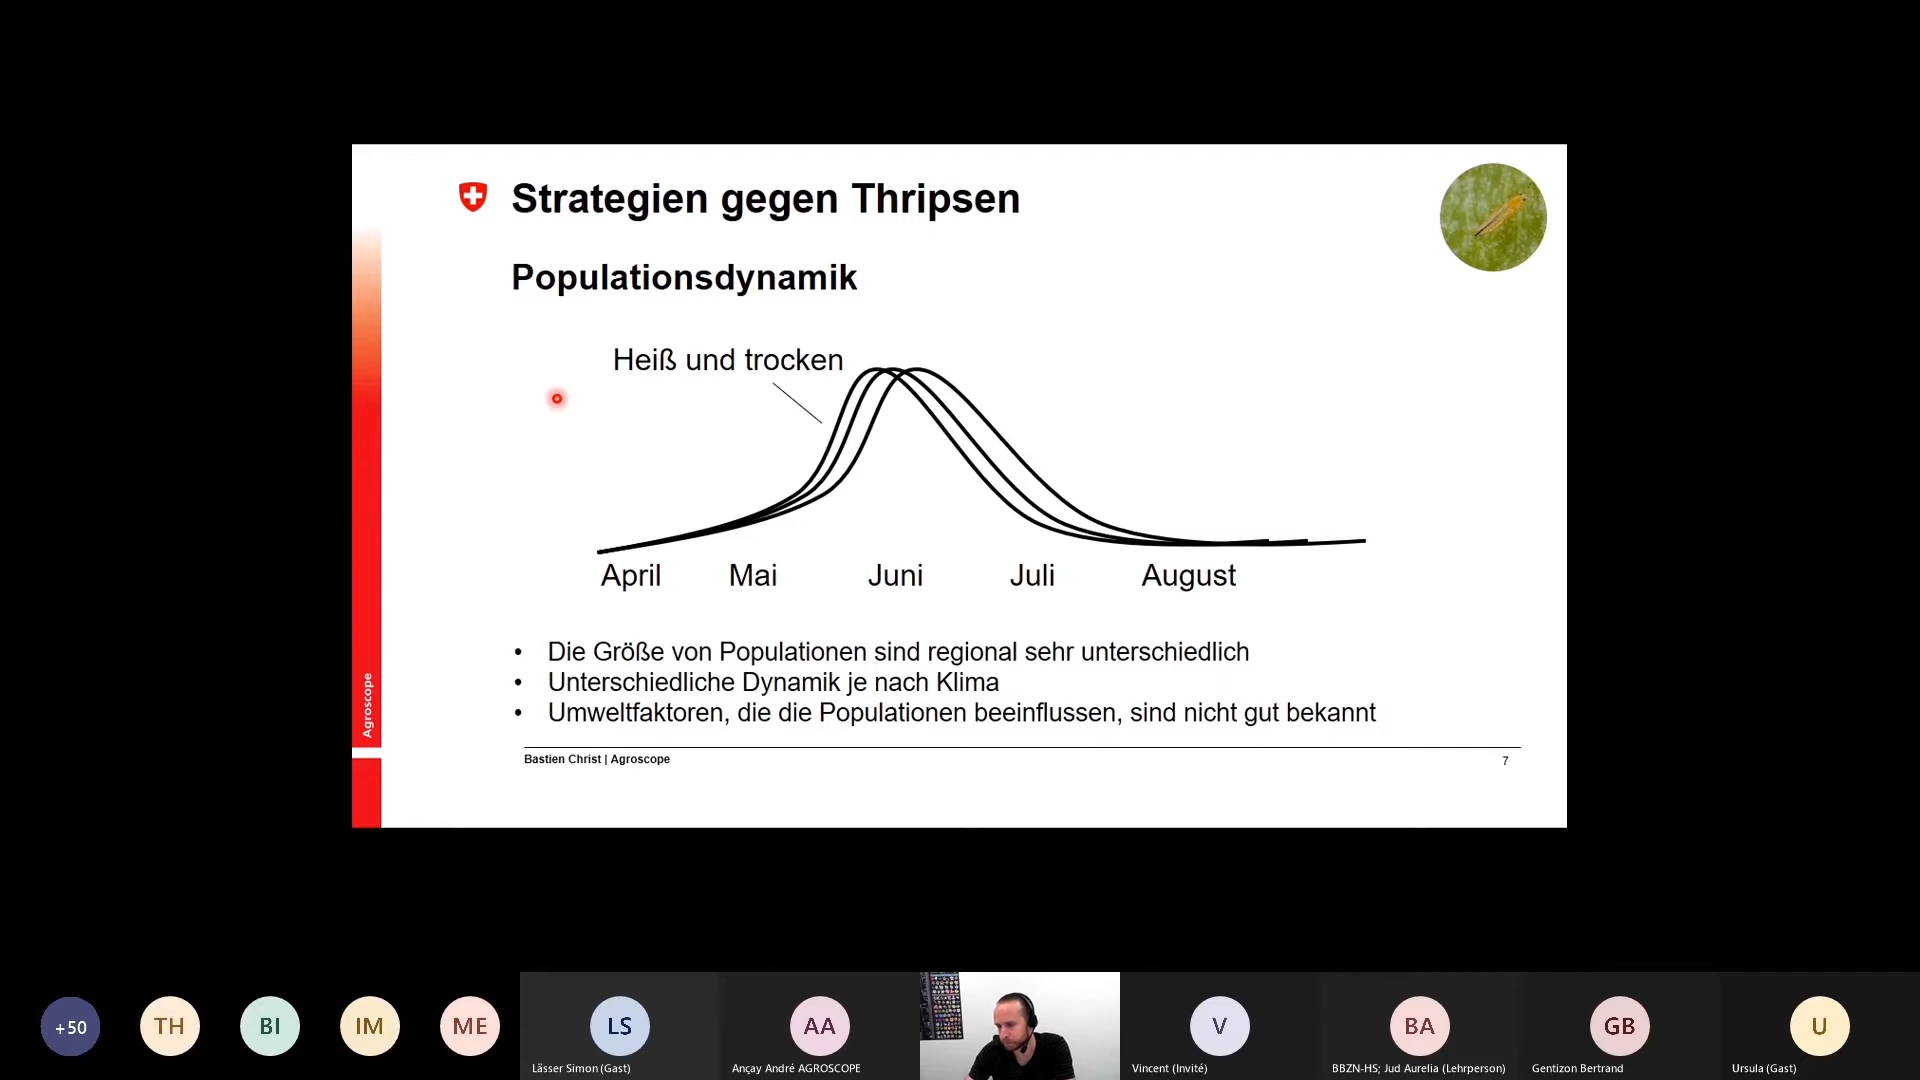 Strategien gegen Thripsen
Populationsdynamik
Heiß und trocken
April Mai Juni Juli August
• Die Größe von Populationen sind regional sehr unterschiedlich
• Unterschiedliche Dynamik je nach Klima
• Umweltfaktoren, die die Populationen beeinflussen, sind nicht gut bekannt
Agroscope
Bastien Christ | Agroscope 7
+50 TH BI IM ME LS AA V BA GB U
Lässer Simon (Gast) Ançay André AGROSCOPE Vincent (Invité) BBZN-HS; Jud Aurelia (Lehrperson) Gentizon Bertrand Ursula (Gast)